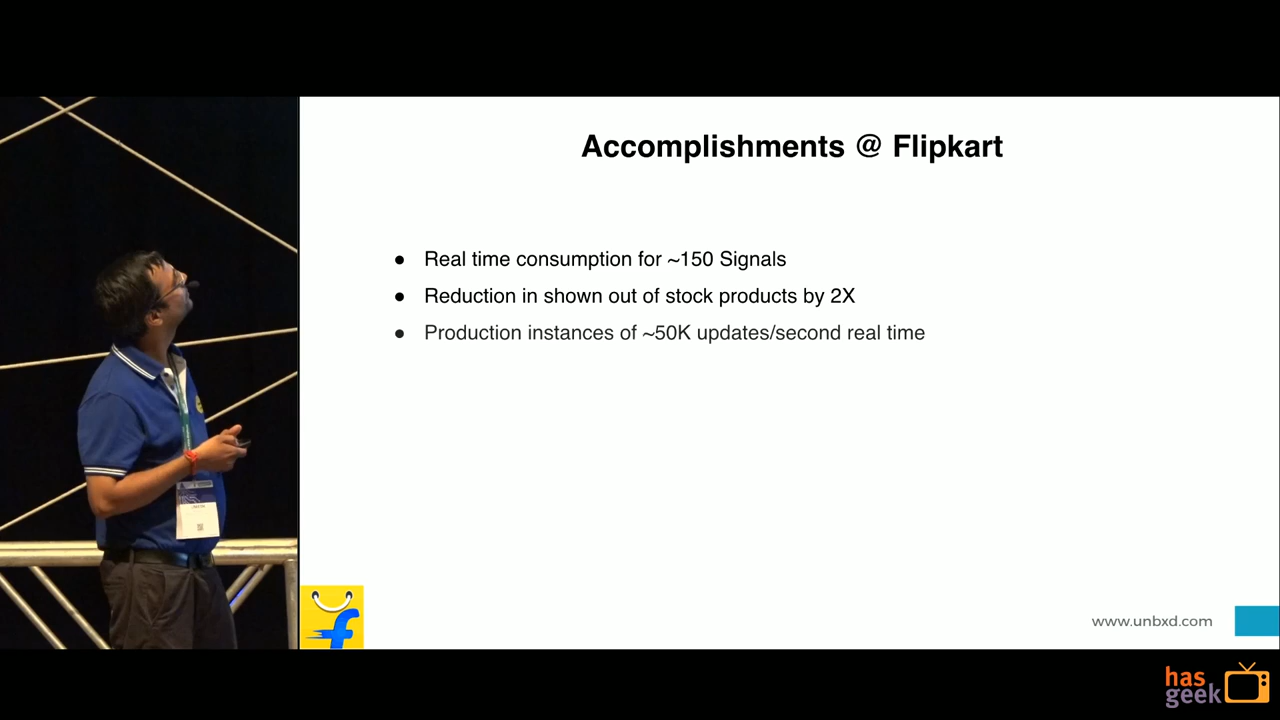 Accomplishments @ Flipkart
● Real time consumption for ~150 Signals
● Reduction in shown out of stock products by 2X
● Production instances of ~50K updates/second real time
www.unbxd.com
has
geek